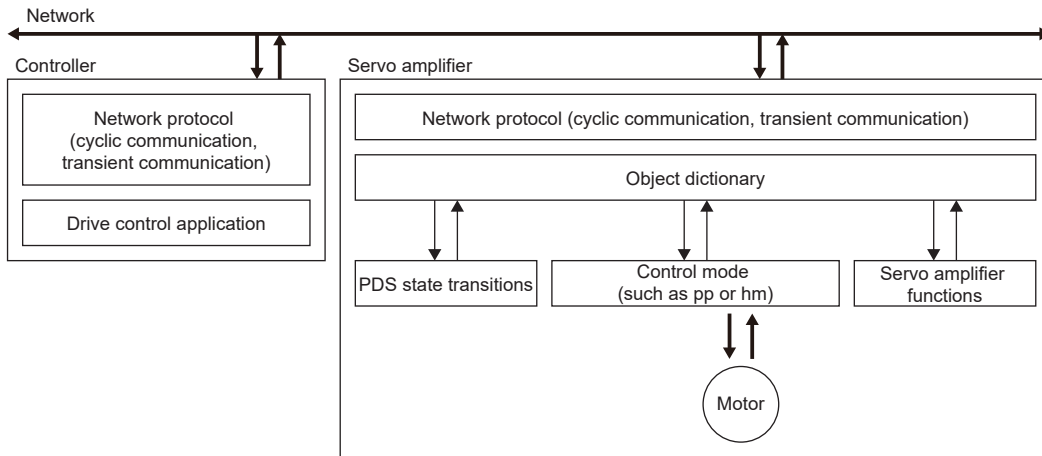 Network
Controller
Network protocol
(cyclic communication,
transient communication)
Drive control application
Servo amplifier
Network protocol (cyclic communication, transient communication)
Object dictionary
PDS state transitions
Control mode
(such as pp or hm)
Servo amplifier
functions
Motor